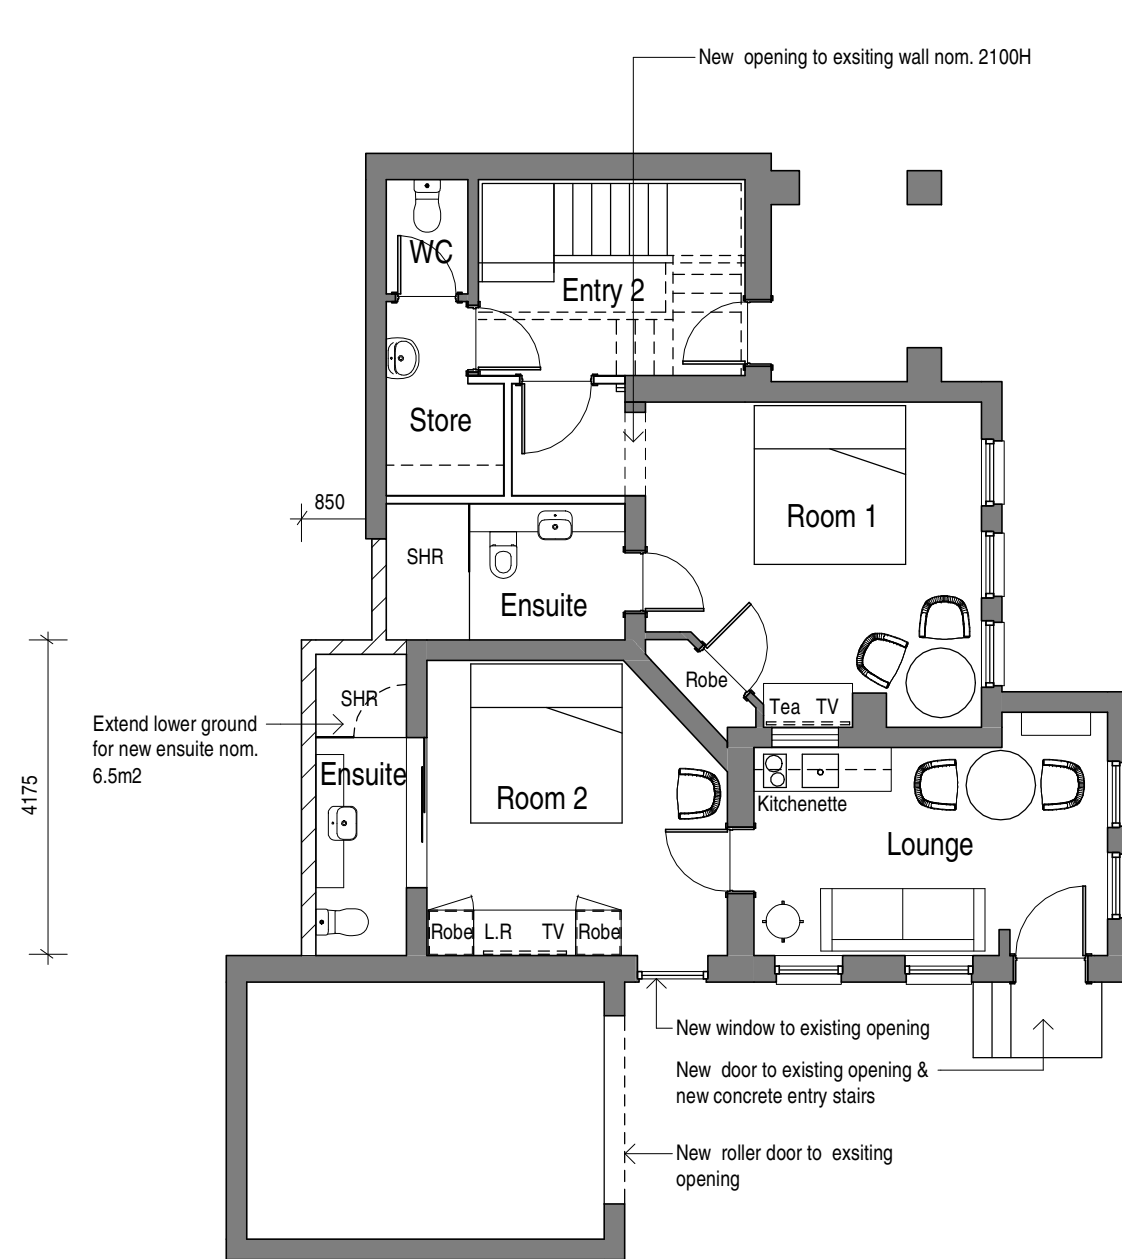 New opening to exsiting wall nom. 2100H
WC
Entry 2
Store
850
SHR
Ensuite
Room 1
Robe
Tea TV
4175
Extend lower ground
for new ensuite nom.
6.5m2
SHR
Ensuite
Room 2
Kitchenette
Lounge
Robe L.R TV Robe
New window to existing opening
New door to existing opening &
new concrete entry stairs
New roller door to exsiting
opening